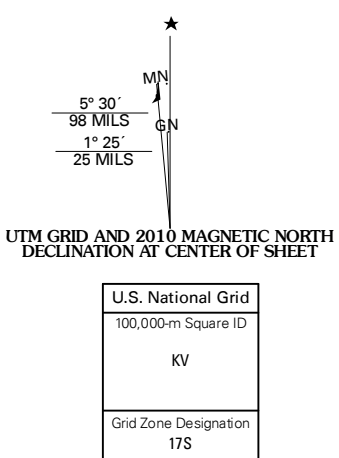 MN
5° 30´
98 MILS
GN
1° 25´
25 MILS
UTM GRID AND 2010 MAGNETIC NORTH
DECLINATION AT CENTER OF SHEET
U.S. National Grid
100,000-m Square ID
KV
Grid Zone Designation
17S